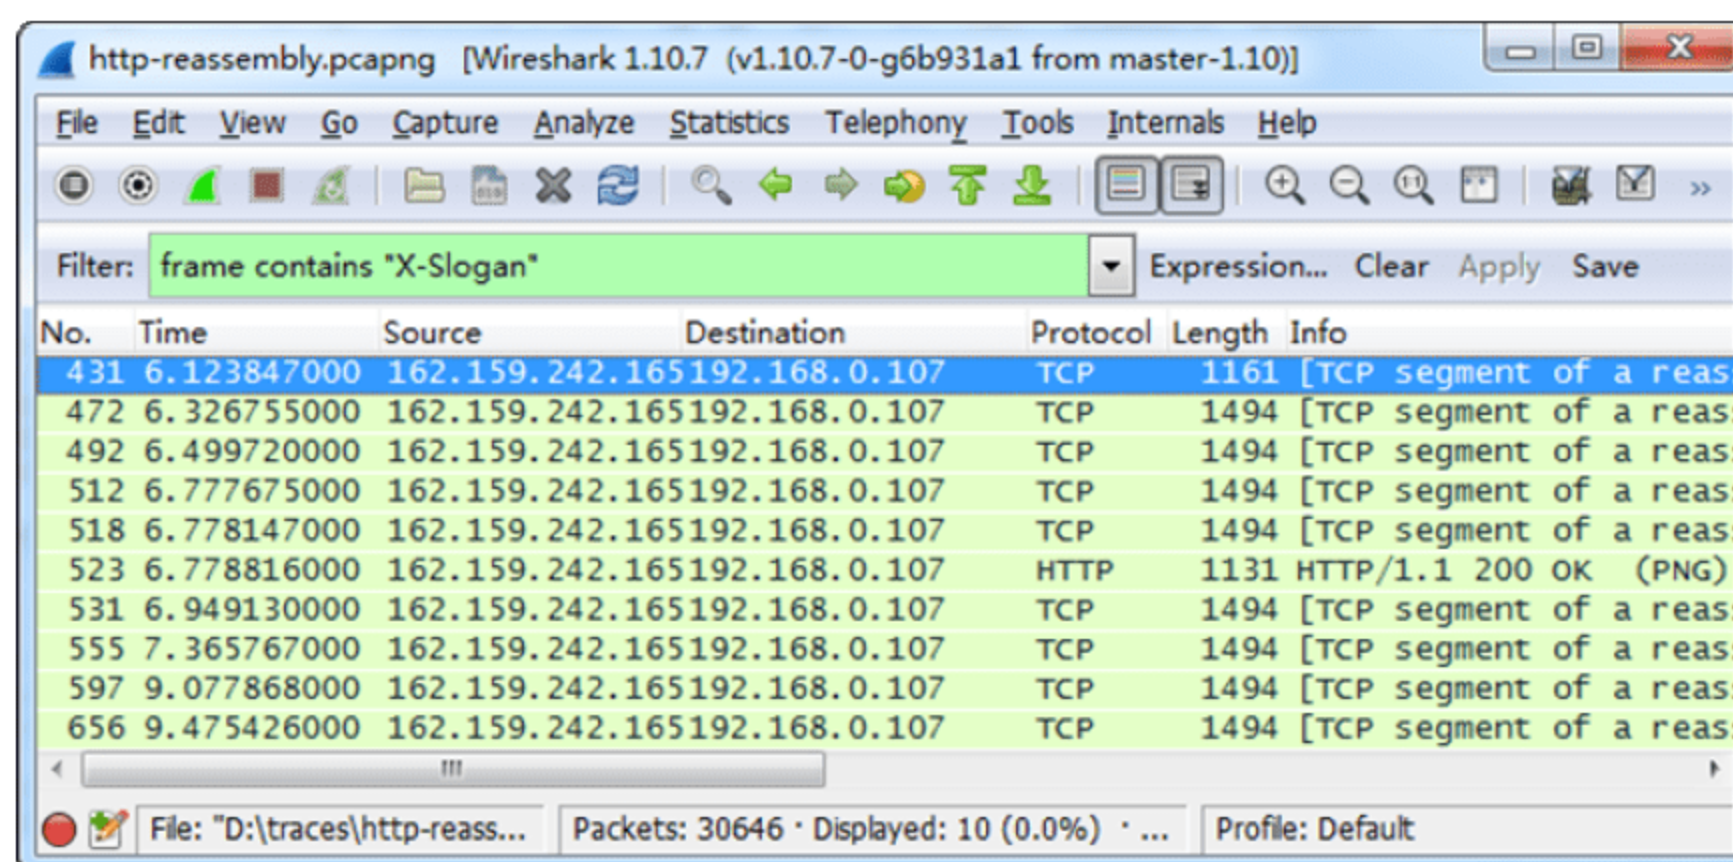 http-reassembly.pcapng [Wireshark 1.10.7 (v1.10.7-0-g6b931a1 from master-1.10)]
File Edit View Go Capture Analyze Statistics Telephony Tools Internals Help
Filter: frame contains "X-Slogan" Expression... Clear Apply Save
No. Time Source Destination Protocol Length Info
431 6.123847000 162.159.242.165 192.168.0.107 TCP 1161 [TCP segment of a reas
472 6.326755000 162.159.242.165 192.168.0.107 TCP 1494 [TCP segment of a reas
492 6.499720000 162.159.242.165 192.168.0.107 TCP 1494 [TCP segment of a reas
512 6.777675000 162.159.242.165 192.168.0.107 TCP 1494 [TCP segment of a reas
518 6.778147000 162.159.242.165 192.168.0.107 TCP 1494 [TCP segment of a reas
523 6.778816000 162.159.242.165 192.168.0.107 HTTP 1131 HTTP/1.1 200 OK (PNG)
531 6.949130000 162.159.242.165 192.168.0.107 TCP 1494 [TCP segment of a reas
555 7.365767000 162.159.242.165 192.168.0.107 TCP 1494 [TCP segment of a reas
597 9.077868000 162.159.242.165 192.168.0.107 TCP 1494 [TCP segment of a reas
656 9.475426000 162.159.242.165 192.168.0.107 TCP 1494 [TCP segment of a reas
File: "D:\traces\http-reass... Packets: 30646 · Displayed: 10 (0.0%) · ... Profile: Default